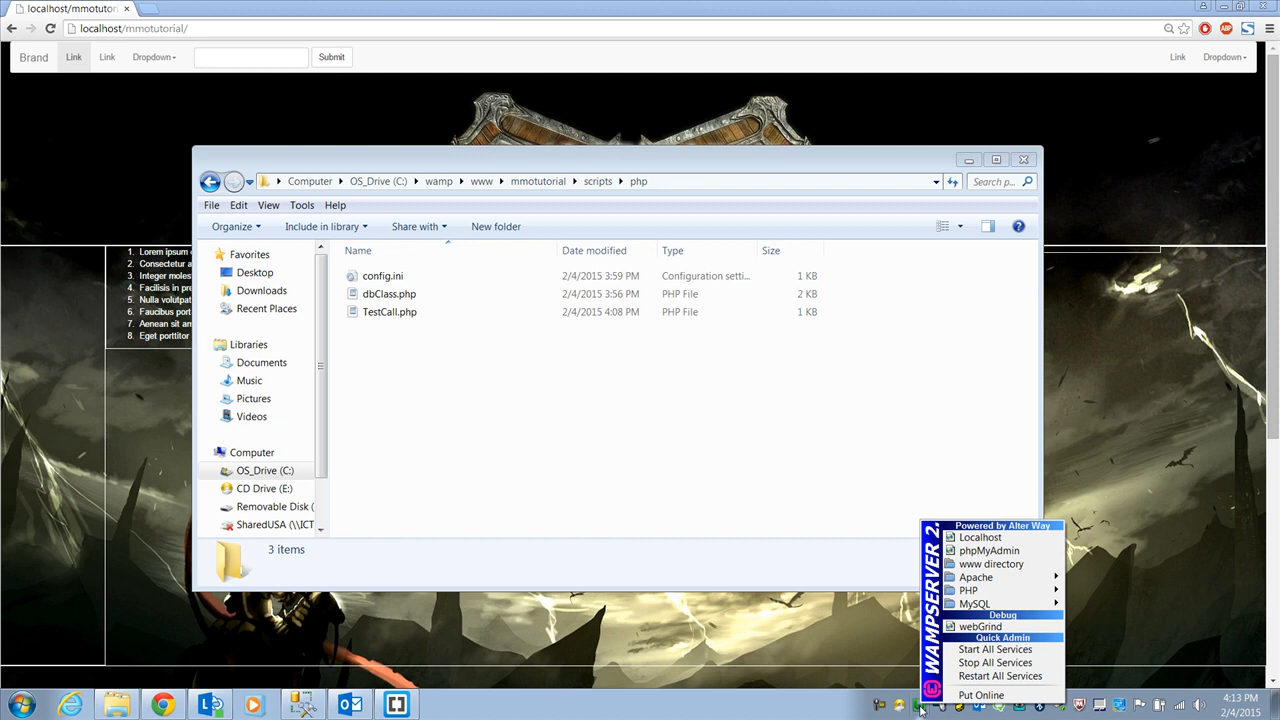 localhost/mmotutorial/
localhost/mmotutorial/
Brand Link Link Dropdown Submit Link Dropdown
Computer OS_Drive (C:) wamp www mmotutorial scripts php Search p...
File Edit View Tools Help
Organize Include in library Share with New folder
Name Date modified Type Size
config.ini 2/4/2015 3:59 PM Configuration setti... 1 KB
dbClass.php 2/4/2015 3:56 PM PHP File 2 KB
TestCall.php 2/4/2015 4:08 PM PHP File 1 KB
Favorites
Desktop
Downloads
Recent Places
Libraries
Documents
Music
Pictures
Videos
Computer
OS_Drive (C:)
CD Drive (E:)
Removable Disk (
SharedUSA (\\ICT
3 items
1. Lorem ipsum
2. Consectetur a
3. Integer moles
4. Facilisis in pre
5. Nulla volutpat
6. Faucibus port
7. Aenean sit am
8. Eget porttitor
WAMPSERVER 2.
Powered by Alter Way
Localhost
phpMyAdmin
www directory
Apache
PHP
MySQL
Debug
webGrind
Quick Admin
Start All Services
Stop All Services
Restart All Services
Put Online
4:13 PM
2/4/2015